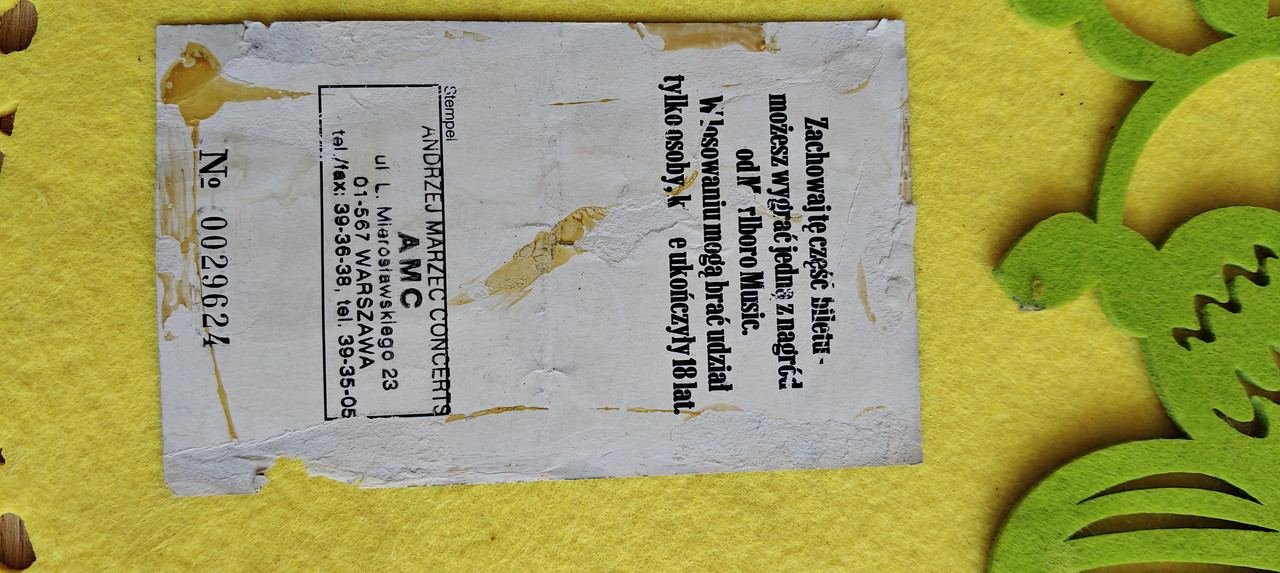 Zachowaj tę część biletu -
możesz wygrać jedną z nagród
od M rlboro Music.
W losowaniu mogą brać udział
tylko osoby, k e ukończyły 18 lat.
Stempel
ANDRZEJ MARZEC CONCERTS
AMC
ul L. Mierosławskiego 23
01-567 WARSZAWA
tel./fax: 39-36-38, tel. 39-35-05
№ 0029624